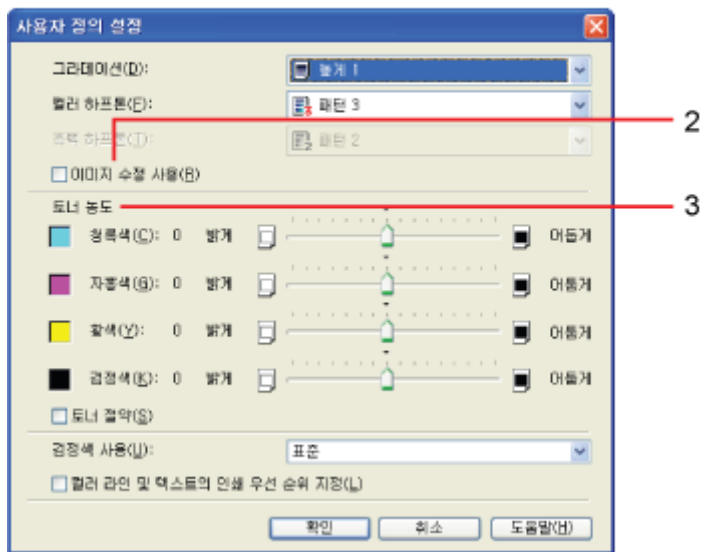 사용자 정의 설정
그라데이션(D):
높게 1
컬러 하프톤(F):
패턴 3
흑백 하프톤(T):
패턴 2
2
이미지 수정 사용(R)
토너 농도
3
청록색(C): 0 밝게 어둡게
자홍색(G): 0 밝게 어둡게
황색(Y): 0 밝게 어둡게
검정색(K): 0 밝게 어둡게
토너 절약(S)
검정색 사용(U):
표준
컬러 라인 및 텍스트의 인쇄 우선 순위 지정(L)
확인 취소 도움말(H)